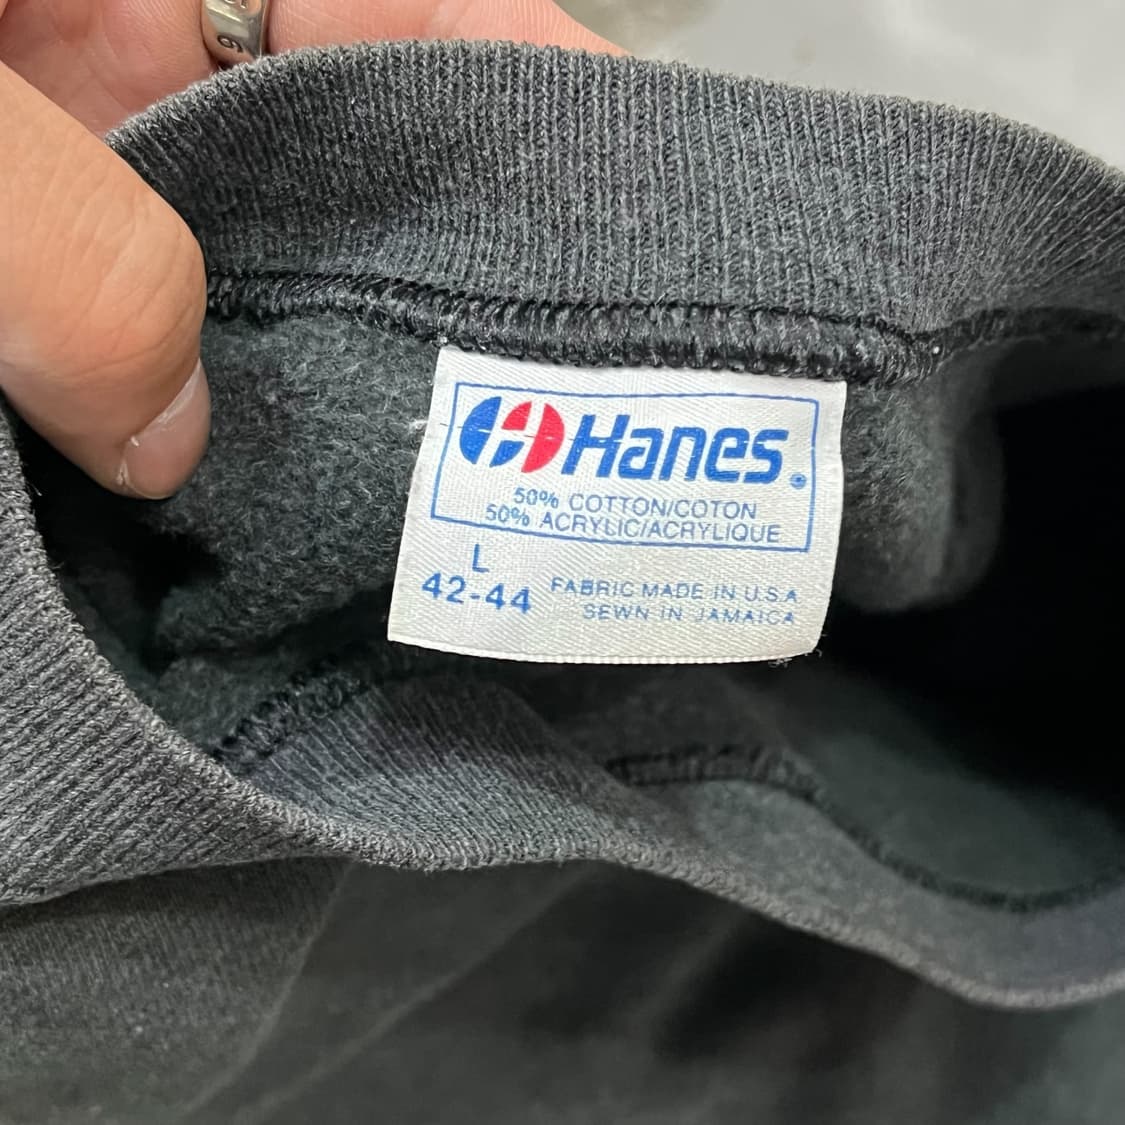 Hanes.
50% COTTON/COTON
50% ACRYLIC/ACRYLIQUE
L
42-44
FABRIC MADE IN U.S.A
SEWN IN JAMAICA